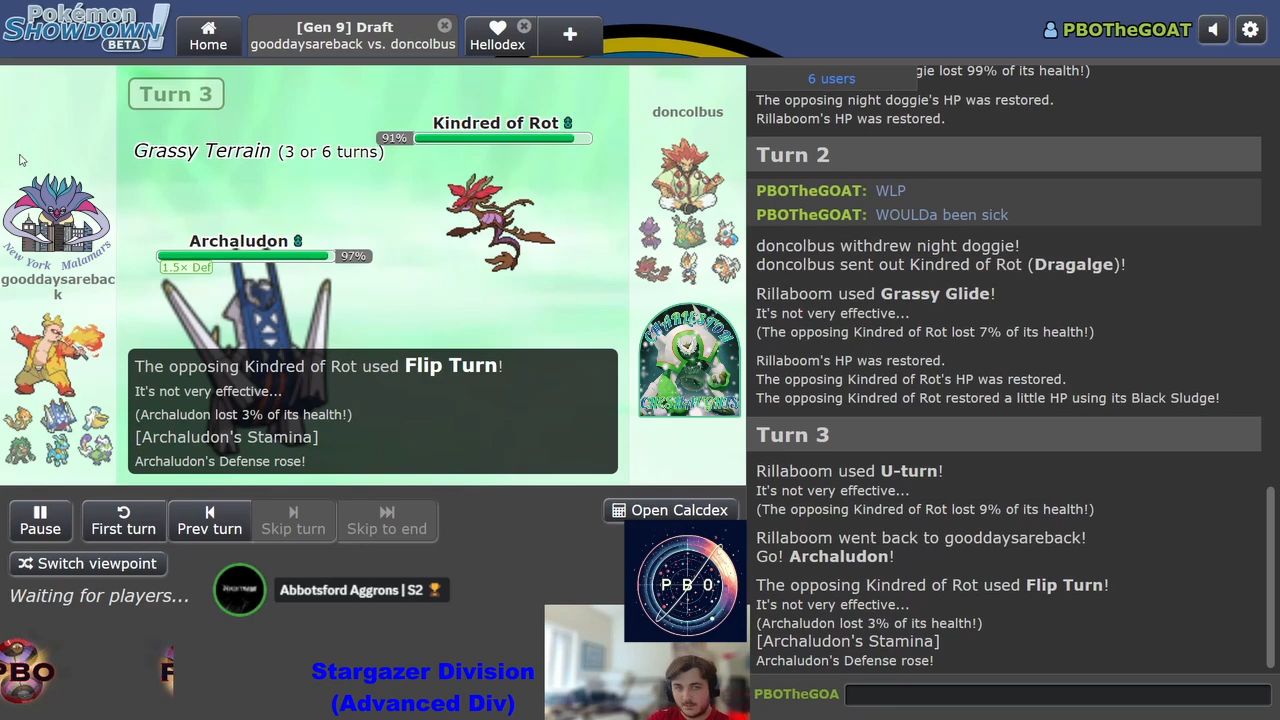 Pokémon
SHOWDOWN!
BETA
Home
[Gen 9] Draft
gooddaysareback vs. doncolbus
Hellodex
PBOTheGOAT
Turn 3
Grassy Terrain (3 or 6 turns)
91%
Kindred of Rot
Archaludon
97%
1.5× Def
The opposing Kindred of Rot used Flip Turn!
It's not very effective...
(Archaludon lost 3% of its health!)
[Archaludon's Stamina]
Archaludon's Defense rose!
New York Malamars
gooddaysareback
doncolbus
CHARLESTON
6 users
gie lost 99% of its health!)
The opposing night doggie's HP was restored.
Rillaboom's HP was restored.
Turn 2
PBOTheGOAT: WLP
PBOTheGOAT: WOULDa been sick
doncolbus withdrew night doggie!
doncolbus sent out Kindred of Rot (Dragalge)!
Rillaboom used Grassy Glide!
It's not very effective...
(The opposing Kindred of Rot lost 7% of its health!)
Rillaboom's HP was restored.
The opposing Kindred of Rot's HP was restored.
The opposing Kindred of Rot restored a little HP using its Black Sludge!
Turn 3
Rillaboom used U-turn!
It's not very effective...
(The opposing Kindred of Rot lost 9% of its health!)
Rillaboom went back to gooddaysareback!
Go! Archaludon!
The opposing Kindred of Rot used Flip Turn!
It's not very effective...
(Archaludon lost 3% of its health!)
[Archaludon's Stamina]
Archaludon's Defense rose!
PBOTheGOA
Pause
First turn
Prev turn
Skip turn
Skip to end
Open Calcdex
Switch viewpoint
Waiting for players...
Abbotsford Aggrons | S2
PBO
PBO
Stargazer Division
(Advanced Div)